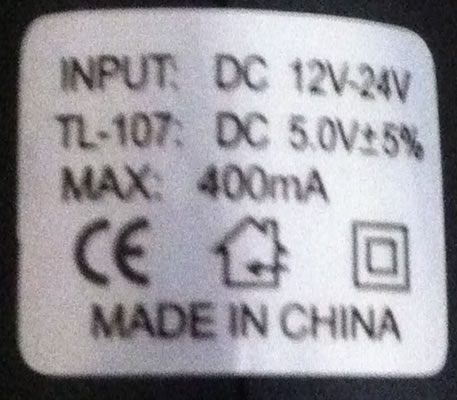 INPUT: DC 12V-24V
TL-107: DC 5.0V±5%
MAX: 400mA
CE
MADE IN CHINA